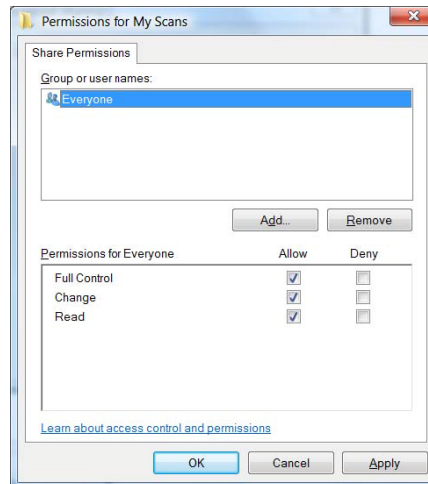 Permissions for My Scans
Share Permissions
Group or user names:
Everyone
Add...
Remove
Permissions for Everyone Allow Deny
Full Control
Change
Read
Learn about access control and permissions
OK Cancel Apply